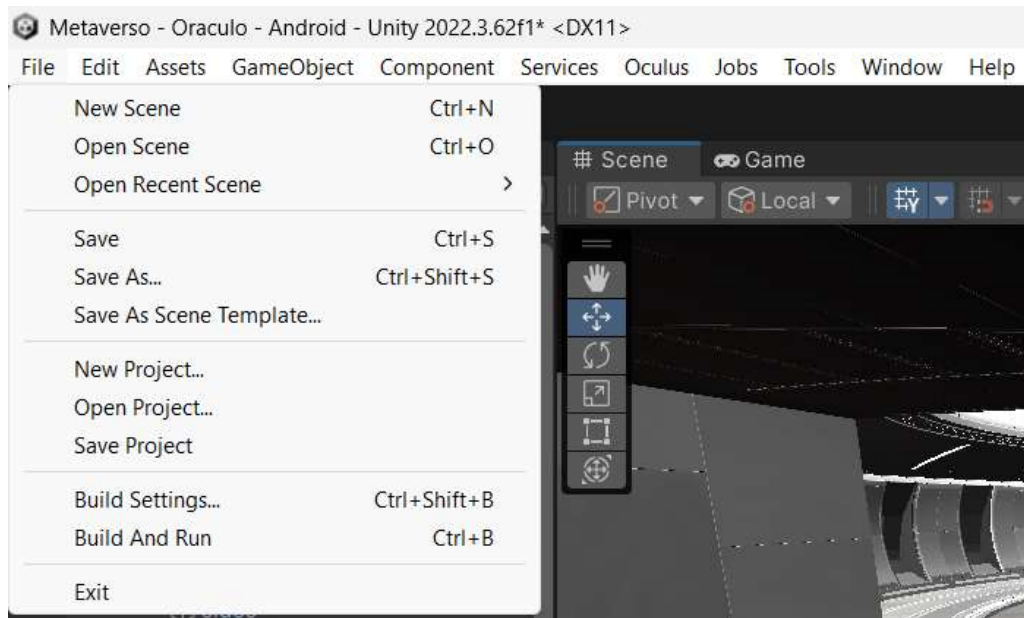 Metaverso - Oraculo - Android - Unity 2022.3.62f1* <DX11>
File Edit Assets GameObject Component Services Oculus Jobs Tools Window Help
New Scene Ctrl+N
Open Scene Ctrl+O
Open Recent Scene >
Save Ctrl+S
Save As... Ctrl+Shift+S
Save As Scene Template...
New Project...
Open Project...
Save Project
Build Settings... Ctrl+Shift+B
Build And Run Ctrl+B
Exit
Scene Game
Pivot Local